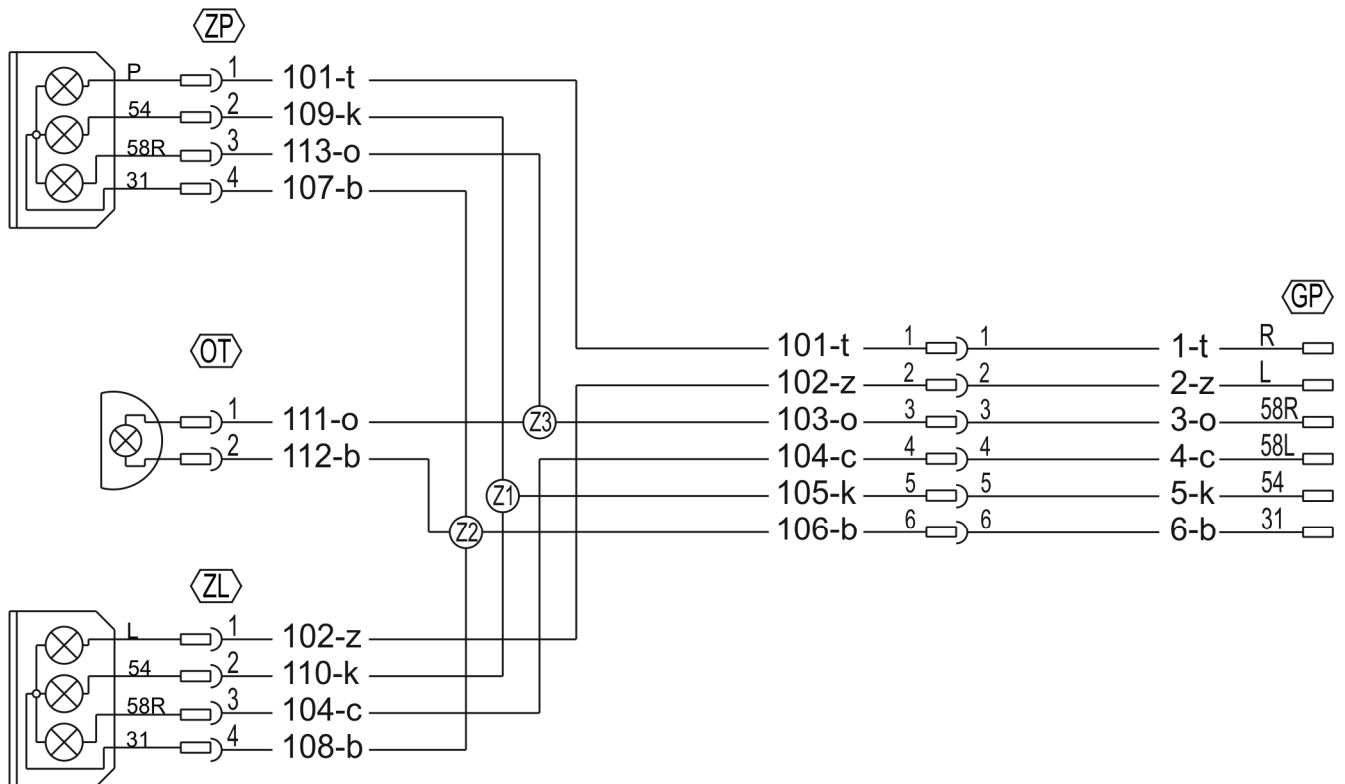 ZP
P 1 101-t
54 2 109-k
58R 3 113-o
31 4 107-b
GP
OT
101-t 1 1 1-t R
102-z 2 2 2-z L
1 111-o Z3 103-o 3 3 3-o 58R
2 112-b 104-c 4 4 4-c 58L
Z1 105-k 5 5 5-k 54
Z2 106-b 6 6 6-b 31
ZL
L 1 102-z
54 2 110-k
58R 3 104-c
31 4 108-b